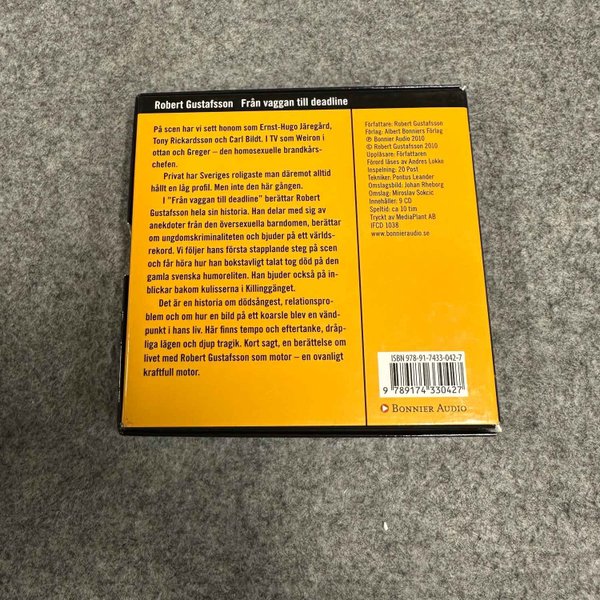 Robert Gustafsson Från vaggan till deadline
På scen har vi sett honom som Ernst-Hugo Järegård,
Tony Rickardsson och Carl Bildt. I TV som Weiron i
ottan och Greger – den homosexuelle brandkårs-
chefen.
Privat har Sveriges roligaste man däremot alltid
hållt en låg profil. Men inte den här gången.
I "Från vaggan till deadline" berättar Robert
Gustafsson hela sin historia. Han delar med sig av
anekdoter från den översexuella barndomen, berättar
om ungdomskriminaliteten och bjuder på ett världs-
rekord. Vi följer hans första stapplande steg på scen
och får höra hur han bokstavligt talat tog död på den
gamla svenska humoreliten. Han bjuder också på in-
blickar bakom kulisserna i Killinggänget.
Det är en historia om dödsångest, relationspro-
blem och om hur en bild på ett koarsle blev en vänd-
punkt i hans liv. Här finns tempo och eftertanke, dråp-
liga lägen och djup tragik. Kort sagt, en berättelse om
livet med Robert Gustafsson som motor – en ovanligt
kraftfull motor.
Författare: Robert Gustafsson
Förlag: Albert Bonniers Förlag
℗ Bonnier Audio 2010
© Robert Gustafsson 2010
Uppläsare: Författaren
Förord läses av Andres Lokko
Inspelning: 20 Post
Tekniker: Pontus Leander
Omslagsbild: Johan Rheborg
Omslag: Miroslav Sokcic
Innehåller: 9 CD
Speltid: ca 10 tim
Tryckt av MediaPlant AB
IFCD 1038
www.bonnieraudio.se
ISBN 978-91-7433-042-7
9 789174 330427
BONNIER AUDIO